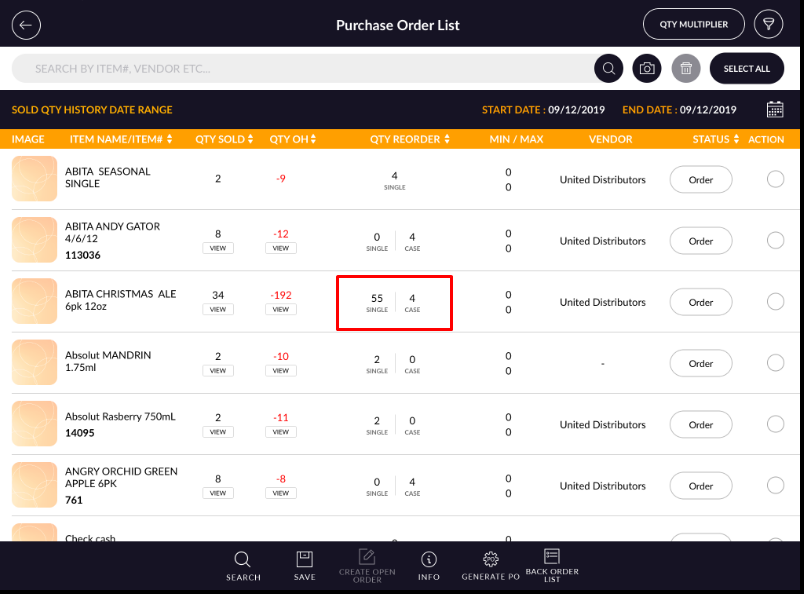 Purchase Order List
QTY MULTIPLIER
SEARCH BY ITEM#, VENDOR ETC...
SELECT ALL
SOLD QTY HISTORY DATE RANGE
START DATE : 09/12/2019
END DATE : 09/12/2019
IMAGE ITEM NAME/ITEM# QTY SOLD QTY OH QTY REORDER MIN / MAX VENDOR STATUS ACTION
ABITA SEASONAL
SINGLE
2
-9
4
SINGLE
0
0
United Distributors
Order
ABITA ANDY GATOR
4/6/12
113036
8
VIEW
-12
VIEW
0
SINGLE
4
CASE
0
0
United Distributors
Order
ABITA CHRISTMAS ALE
6pk 12oz
34
VIEW
-192
VIEW
55
SINGLE
4
CASE
0
0
United Distributors
Order
Absolut MANDRIN
1.75ml
2
VIEW
-10
VIEW
2
SINGLE
0
CASE
0
0
-
Order
Absolut Rasberry 750mL
14095
2
VIEW
-11
VIEW
2
SINGLE
0
CASE
0
0
United Distributors
Order
ANGRY ORCHID GREEN
APPLE 6PK
761
8
VIEW
-8
VIEW
0
SINGLE
4
CASE
0
0
United Distributors
Order
Check cash
SEARCH
SAVE
CREATE OPEN
ORDER
INFO
GENERATE PO
BACK ORDER
LIST